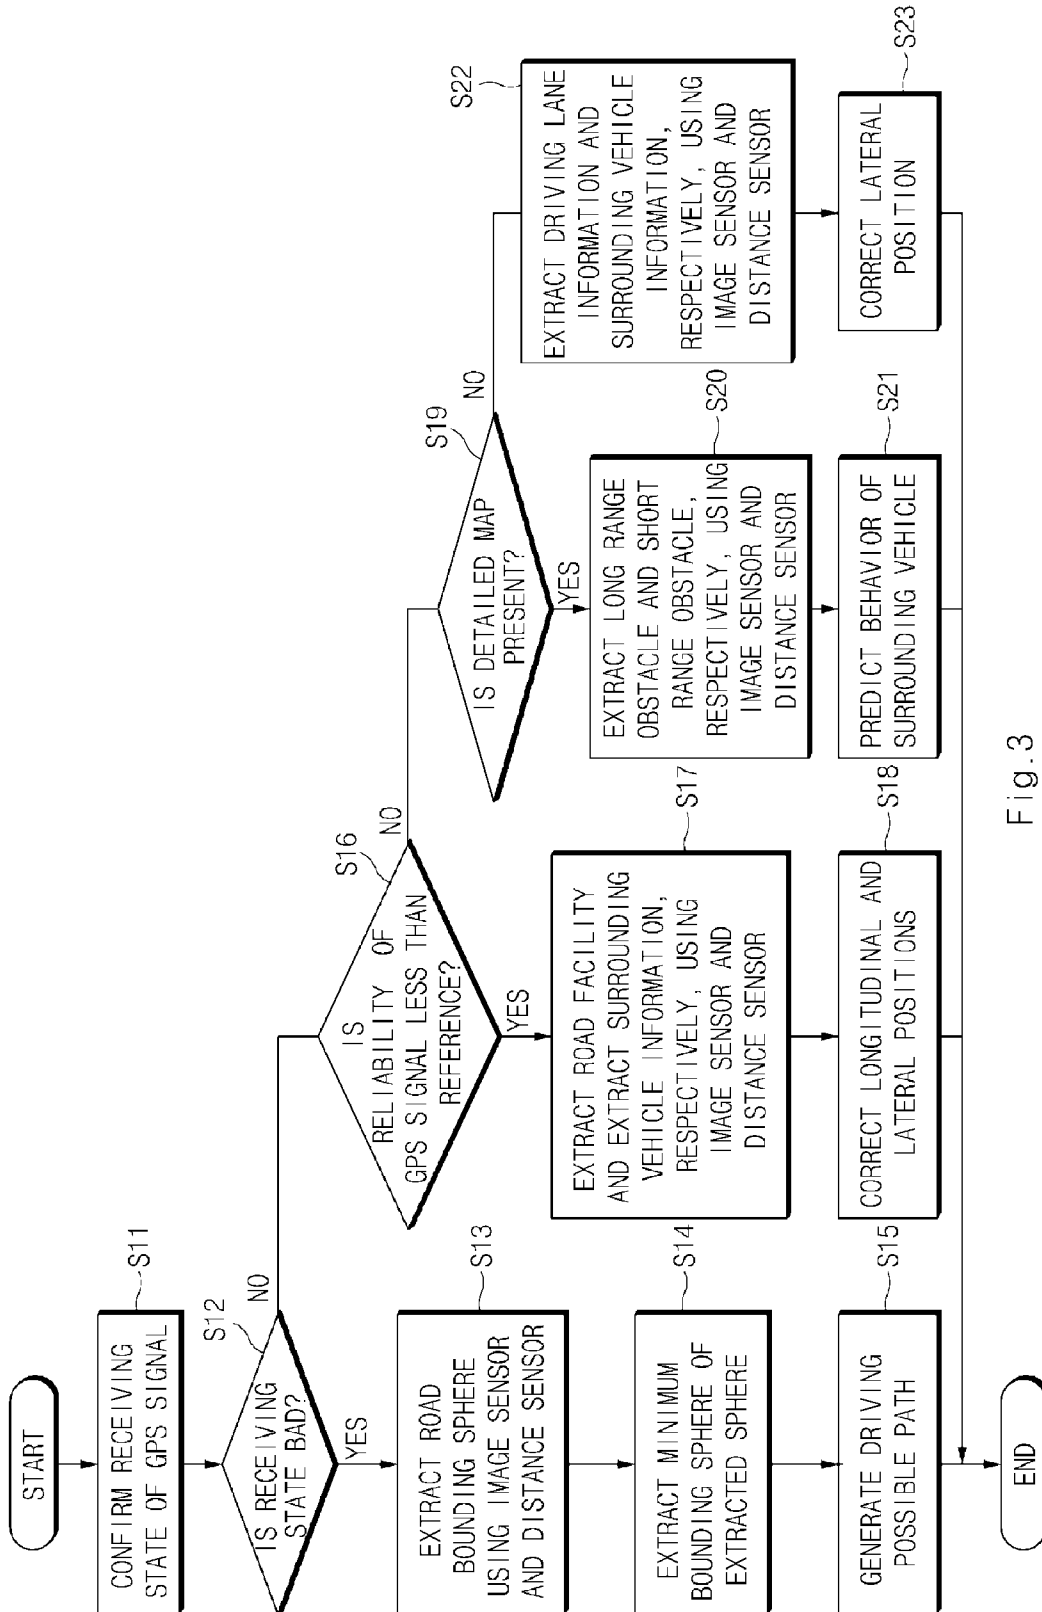 START
CONFIRM RECEIVING
STATE OF GPS SIGNAL
S11
IS RECEIVING
STATE BAD?
S12
NO
YES
EXTRACT ROAD
BOUNDING SPHERE
USING IMAGE SENSOR
AND DISTANCE SENSOR
S13
EXTRACT MINIMUM
BOUNDING SPHERE OF
EXTRACTED SPHERE
S14
GENERATE DRIVING
POSSIBLE PATH
S15
END
IS
RELIABILITY OF
GPS SIGNAL LESS THAN
REFERENCE?
S16
NO
YES
EXTRACT ROAD FACILITY
AND EXTRACT SURROUNDING
VEHICLE INFORMATION,
RESPECTIVELY, USING
IMAGE SENSOR AND
DISTANCE SENSOR
S17
CORRECT LONGITUDINAL AND
LATERAL POSITIONS
S18
IS DETAILED MAP
PRESENT?
S19
NO
YES
EXTRACT LONG RANGE
OBSTACLE AND SHORT
RANGE OBSTACLE,
RESPECTIVELY, USING
IMAGE SENSOR AND
DISTANCE SENSOR
S20
PREDICT BEHAVIOR OF
SURROUNDING VEHICLE
S21
EXTRACT DRIVING LANE
INFORMATION AND
SURROUNDING VEHICLE
INFORMATION,
RESPECTIVELY, USING
IMAGE SENSOR AND
DISTANCE SENSOR
S22
CORRECT LATERAL
POSITION
S23
Fig.3